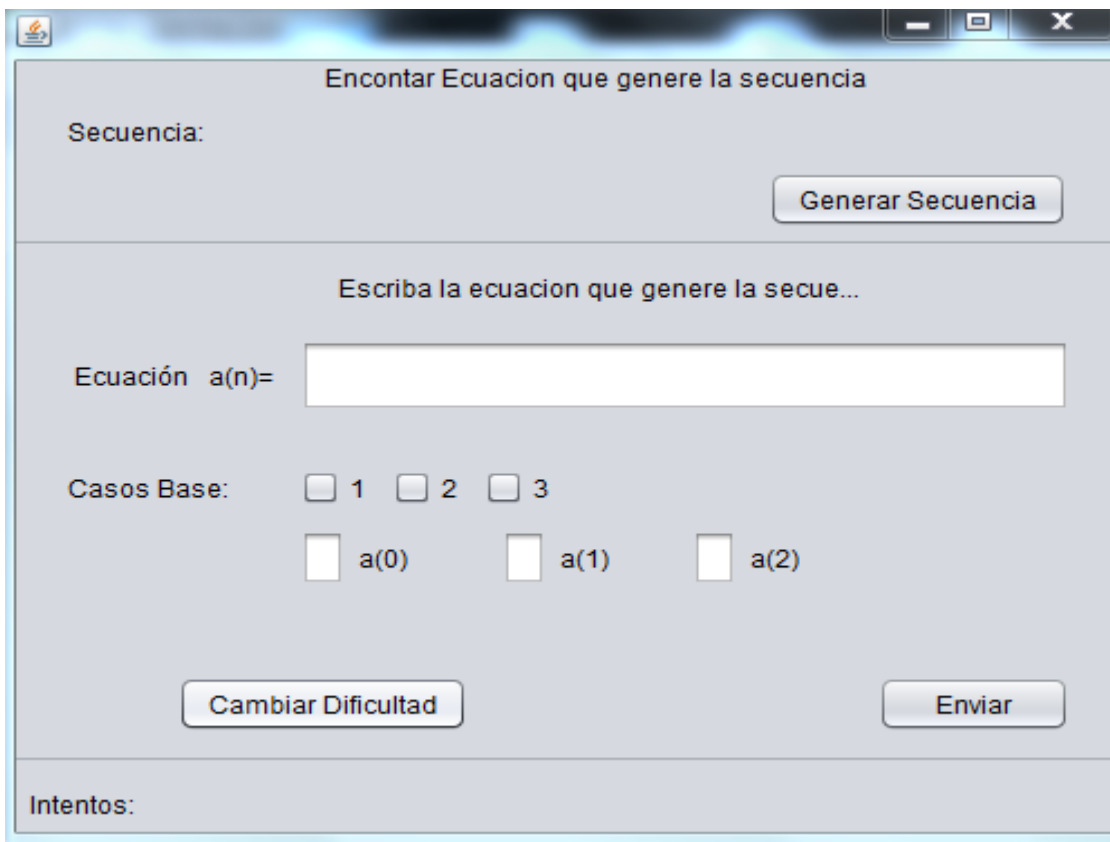 Encontar Ecuacion que genere la secuencia
Secuencia:
Generar Secuencia
Escriba la ecuacion que genere la secue...
Ecuación a(n)=
Casos Base: 1 2 3
a(0) a(1) a(2)
Cambiar Dificultad Enviar
Intentos: